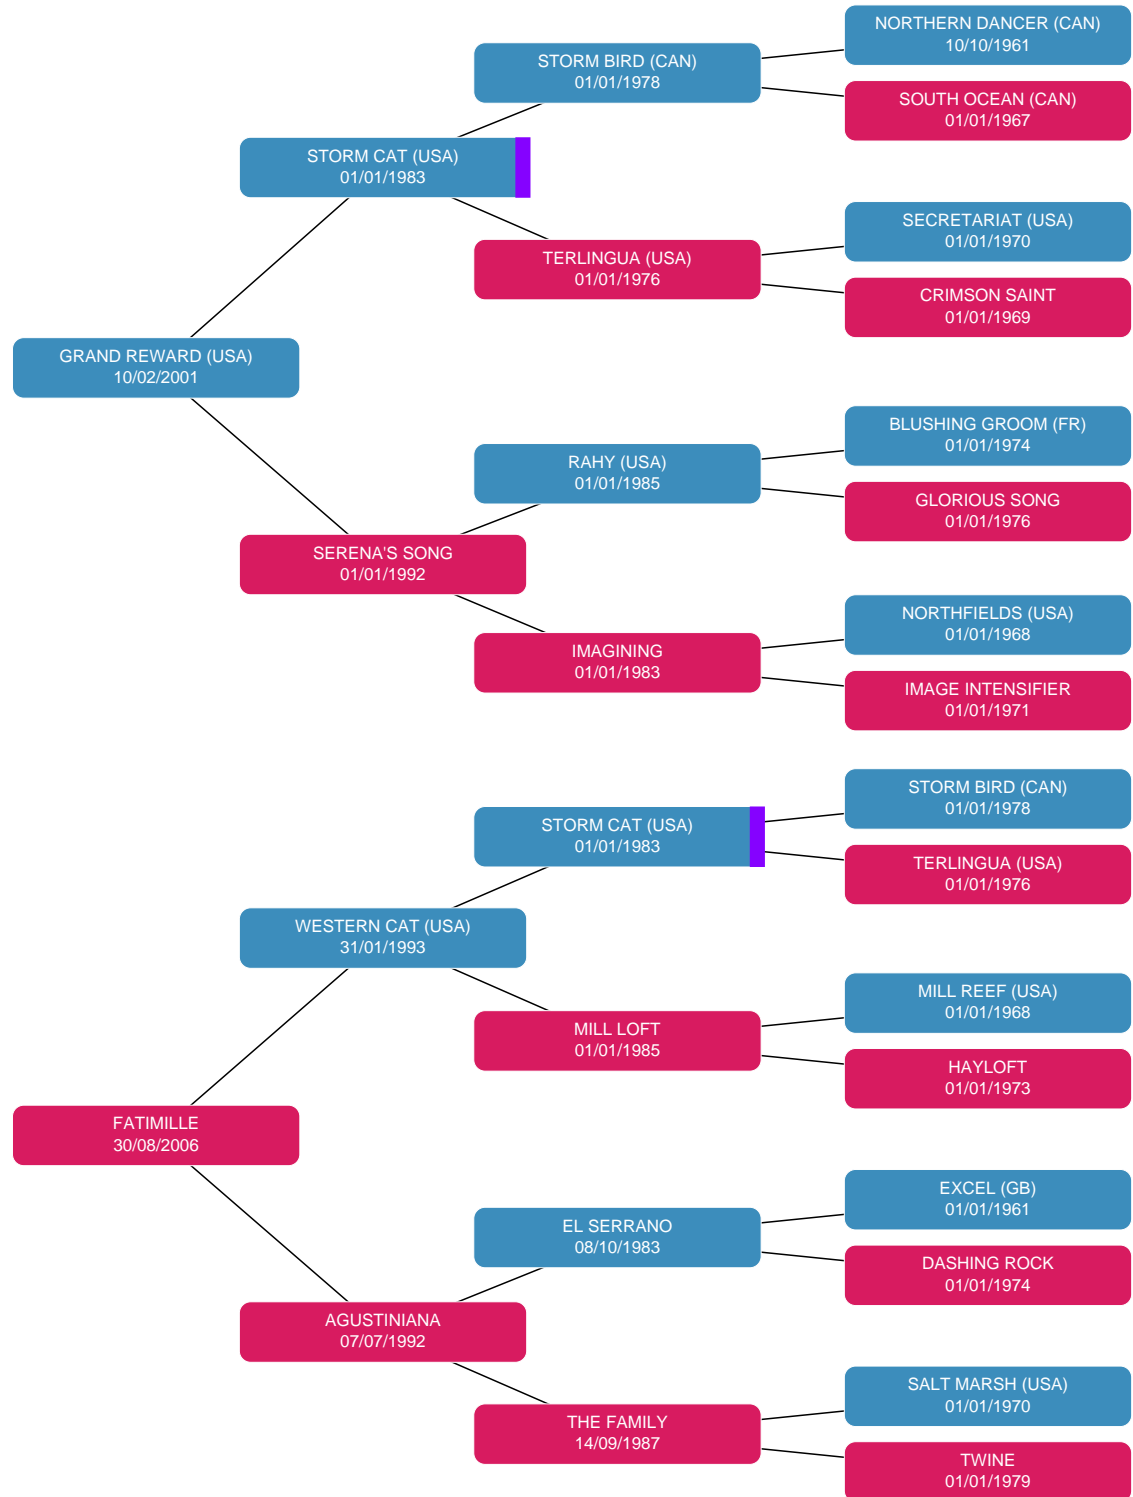 NORTHERN DANCER (CAN)
10/10/1961
STORM BIRD (CAN)
01/01/1978
SOUTH OCEAN (CAN)
01/01/1967
STORM CAT (USA)
01/01/1983
SECRETARIAT (USA)
01/01/1970
TERLINGUA (USA)
01/01/1976
CRIMSON SAINT
01/01/1969
GRAND REWARD (USA)
10/02/2001
BLUSHING GROOM (FR)
01/01/1974
RAHY (USA)
01/01/1985
GLORIOUS SONG
01/01/1976
SERENA'S SONG
01/01/1992
NORTHFIELDS (USA)
01/01/1968
IMAGINING
01/01/1983
IMAGE INTENSIFIER
01/01/1971
STORM BIRD (CAN)
01/01/1978
STORM CAT (USA)
01/01/1983
TERLINGUA (USA)
01/01/1976
WESTERN CAT (USA)
31/01/1993
MILL REEF (USA)
01/01/1968
MILL LOFT
01/01/1985
HAYLOFT
01/01/1973
FATIMILLE
30/08/2006
EXCEL (GB)
01/01/1961
EL SERRANO
08/10/1983
DASHING ROCK
01/01/1974
AGUSTINIANA
07/07/1992
SALT MARSH (USA)
01/01/1970
THE FAMILY
14/09/1987
TWINE
01/01/1979